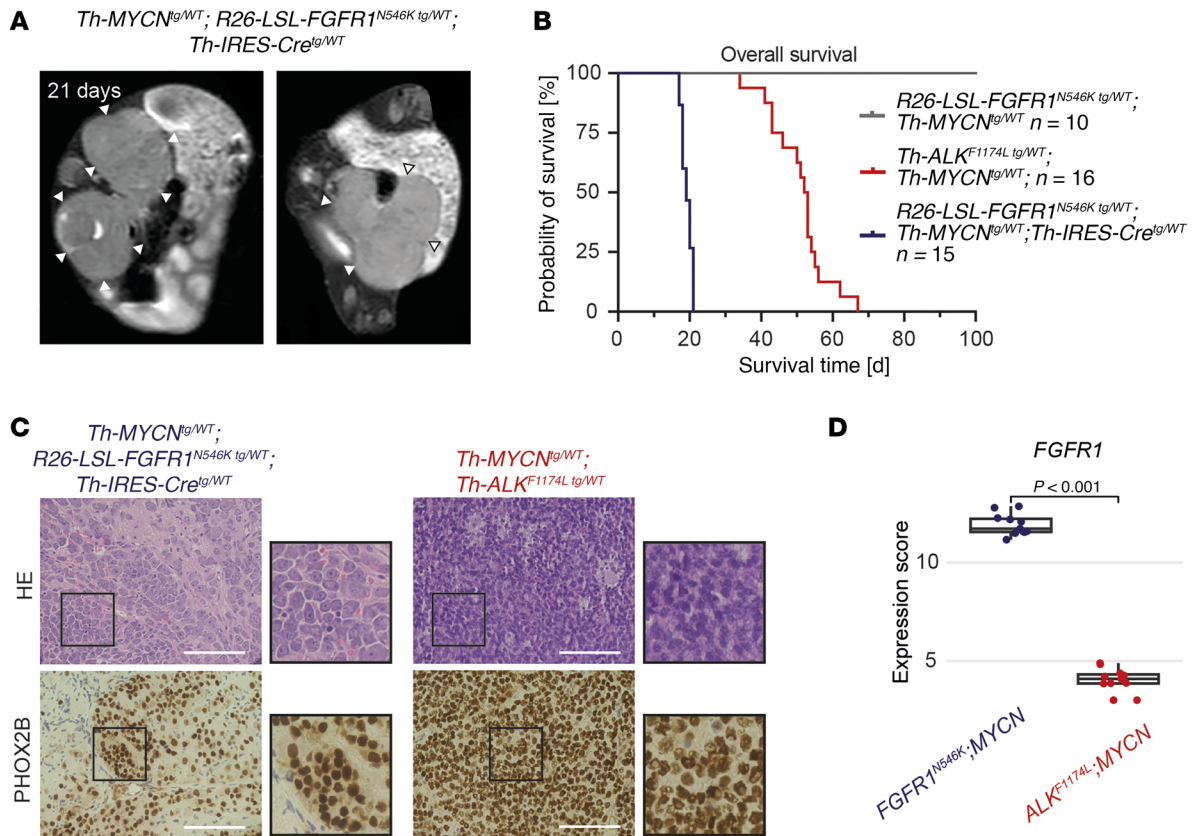 A
Th-MYCN^tg/WT; R26-LSL-FGFR1^N546K tg/WT;
Th-IRES-Cre^tg/WT
21 days
B
Overall survival
100
75
50
25
0
Probability of survival [%]
0 20 40 60 80 100
Survival time [d]
R26-LSL-FGFR1^N546K tg/WT;
Th-MYCN^tg/WT n = 10
Th-ALK^F1174L tg/WT;
Th-MYCN^tg/WT; n = 16
R26-LSL-FGFR1^N546K tg/WT;
Th-MYCN^tg/WT;Th-IRES-Cre^tg/WT
n = 15
C
Th-MYCN^tg/WT;
R26-LSL-FGFR1^N546K tg/WT;
Th-IRES-Cre^tg/WT
Th-MYCN^tg/WT;
Th-ALK^F1174L tg/WT
HE
PHOX2B
D
FGFR1
P < 0.001
10
5
Expression score
FGFR1^N546K;MYCN
ALK^F1174L;MYCN